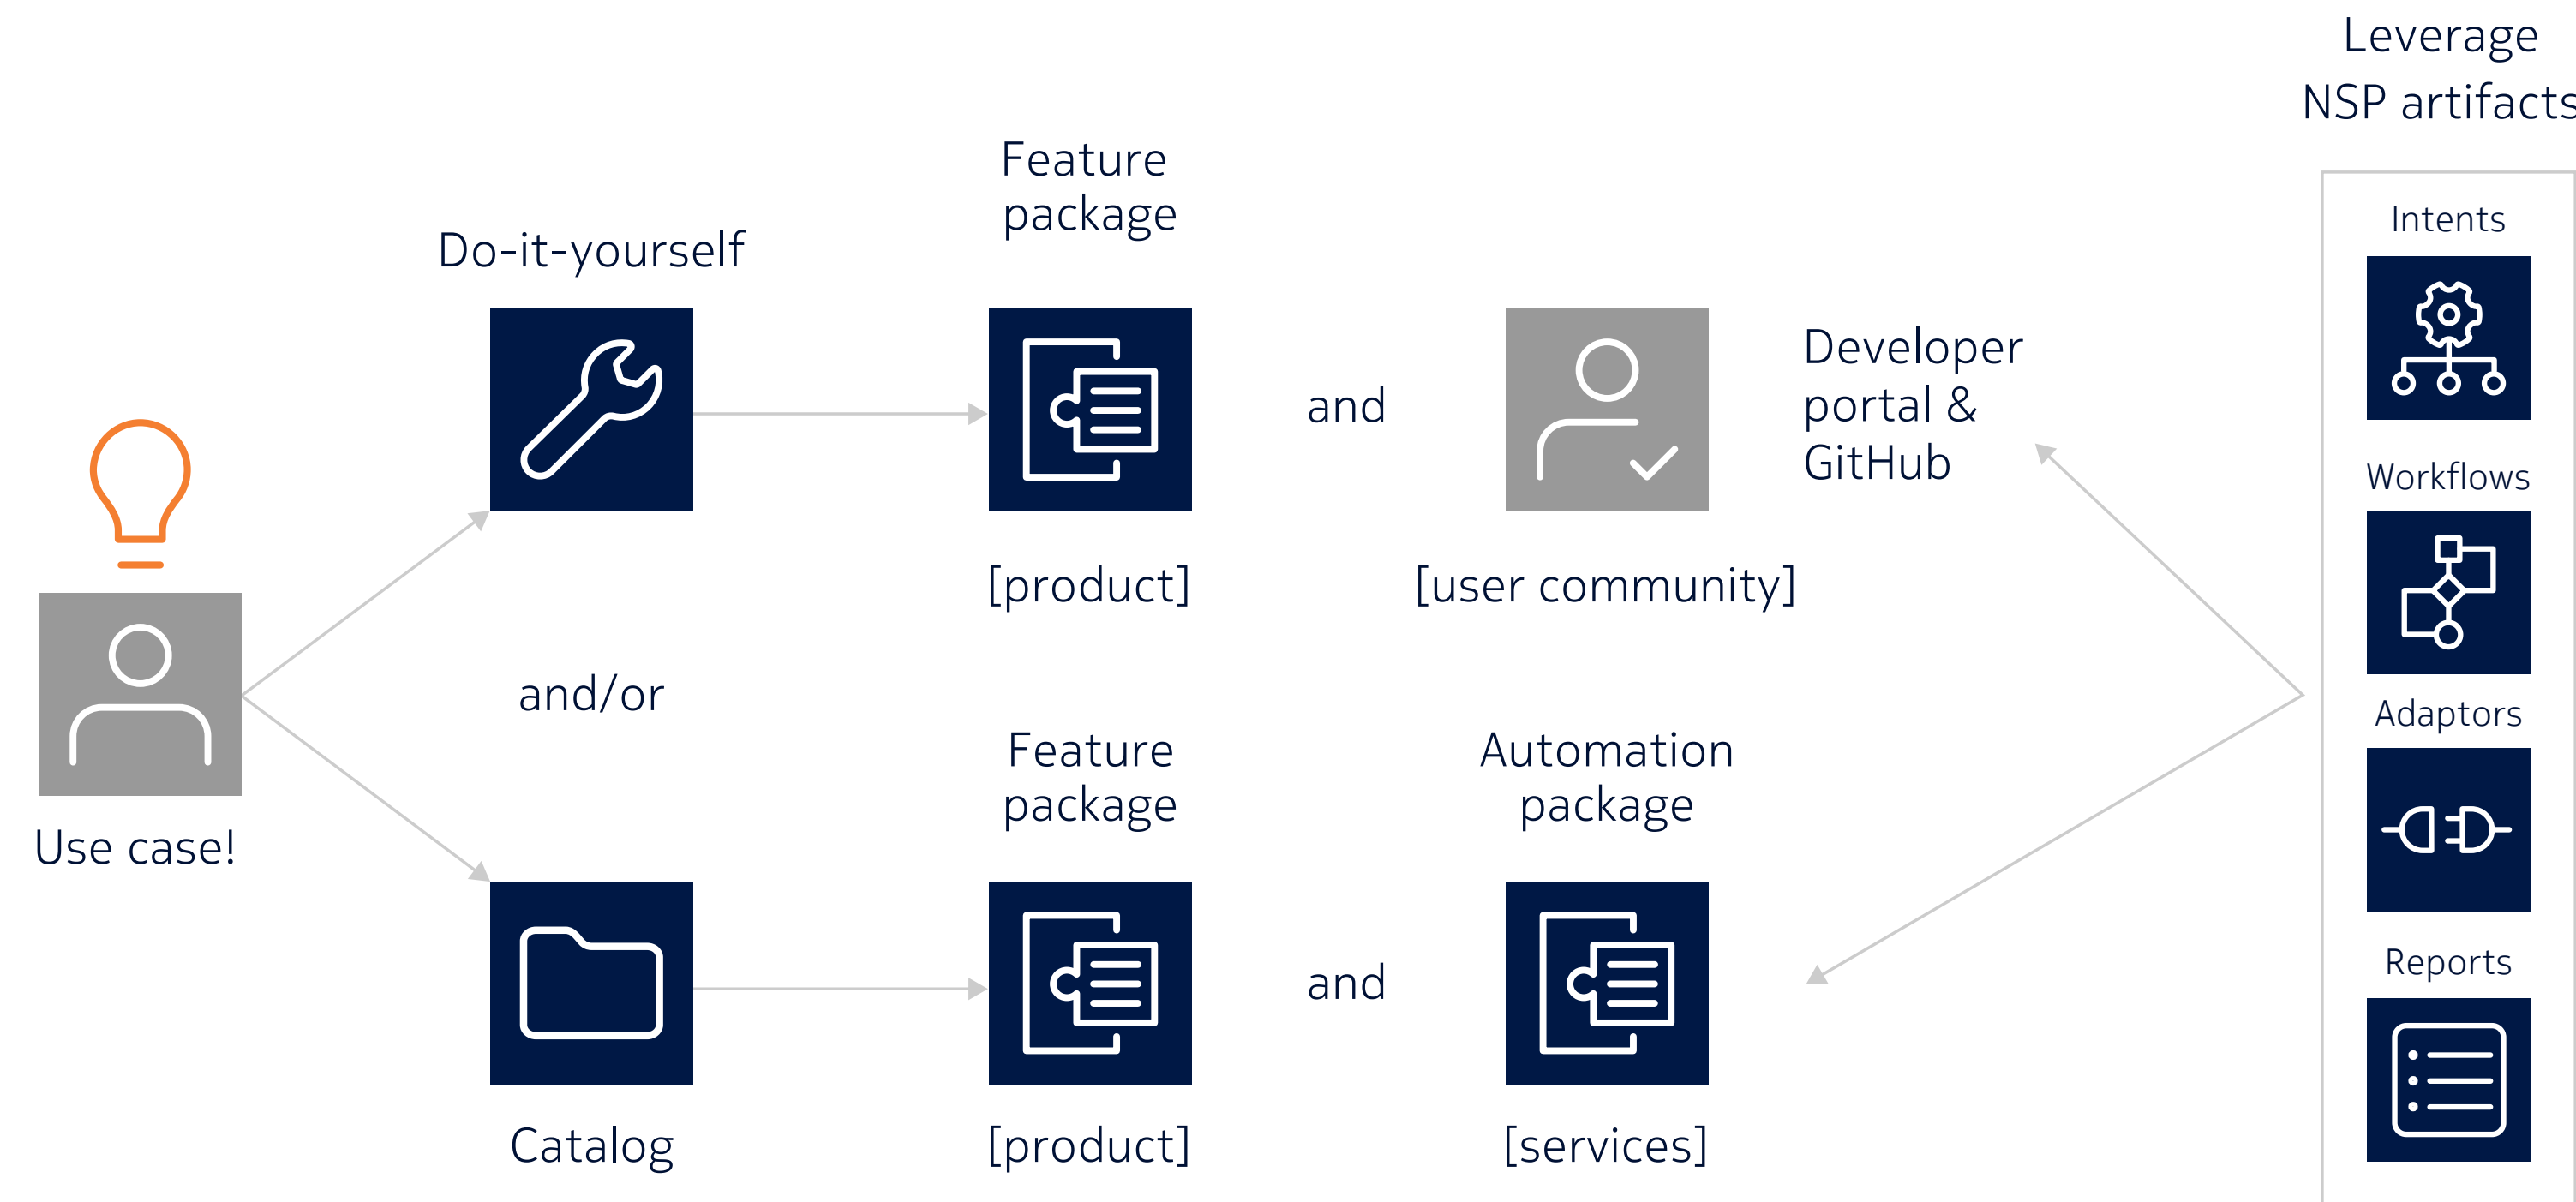 Leverage
NSP artifacts
Feature
package
Do-it-yourself
and
Developer
portal &
GitHub
[product]
[user community]
Use case!
and/or
Feature
package
Automation
package
and
Catalog
[product]
[services]
Intents
Workflows
Adaptors
Reports